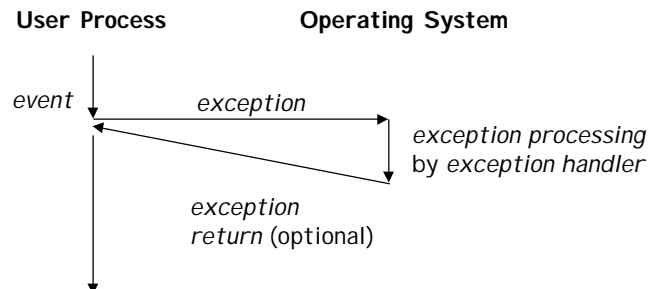 User Process
Operating System
event
exception
exception processing
by exception handler
exception
return (optional)